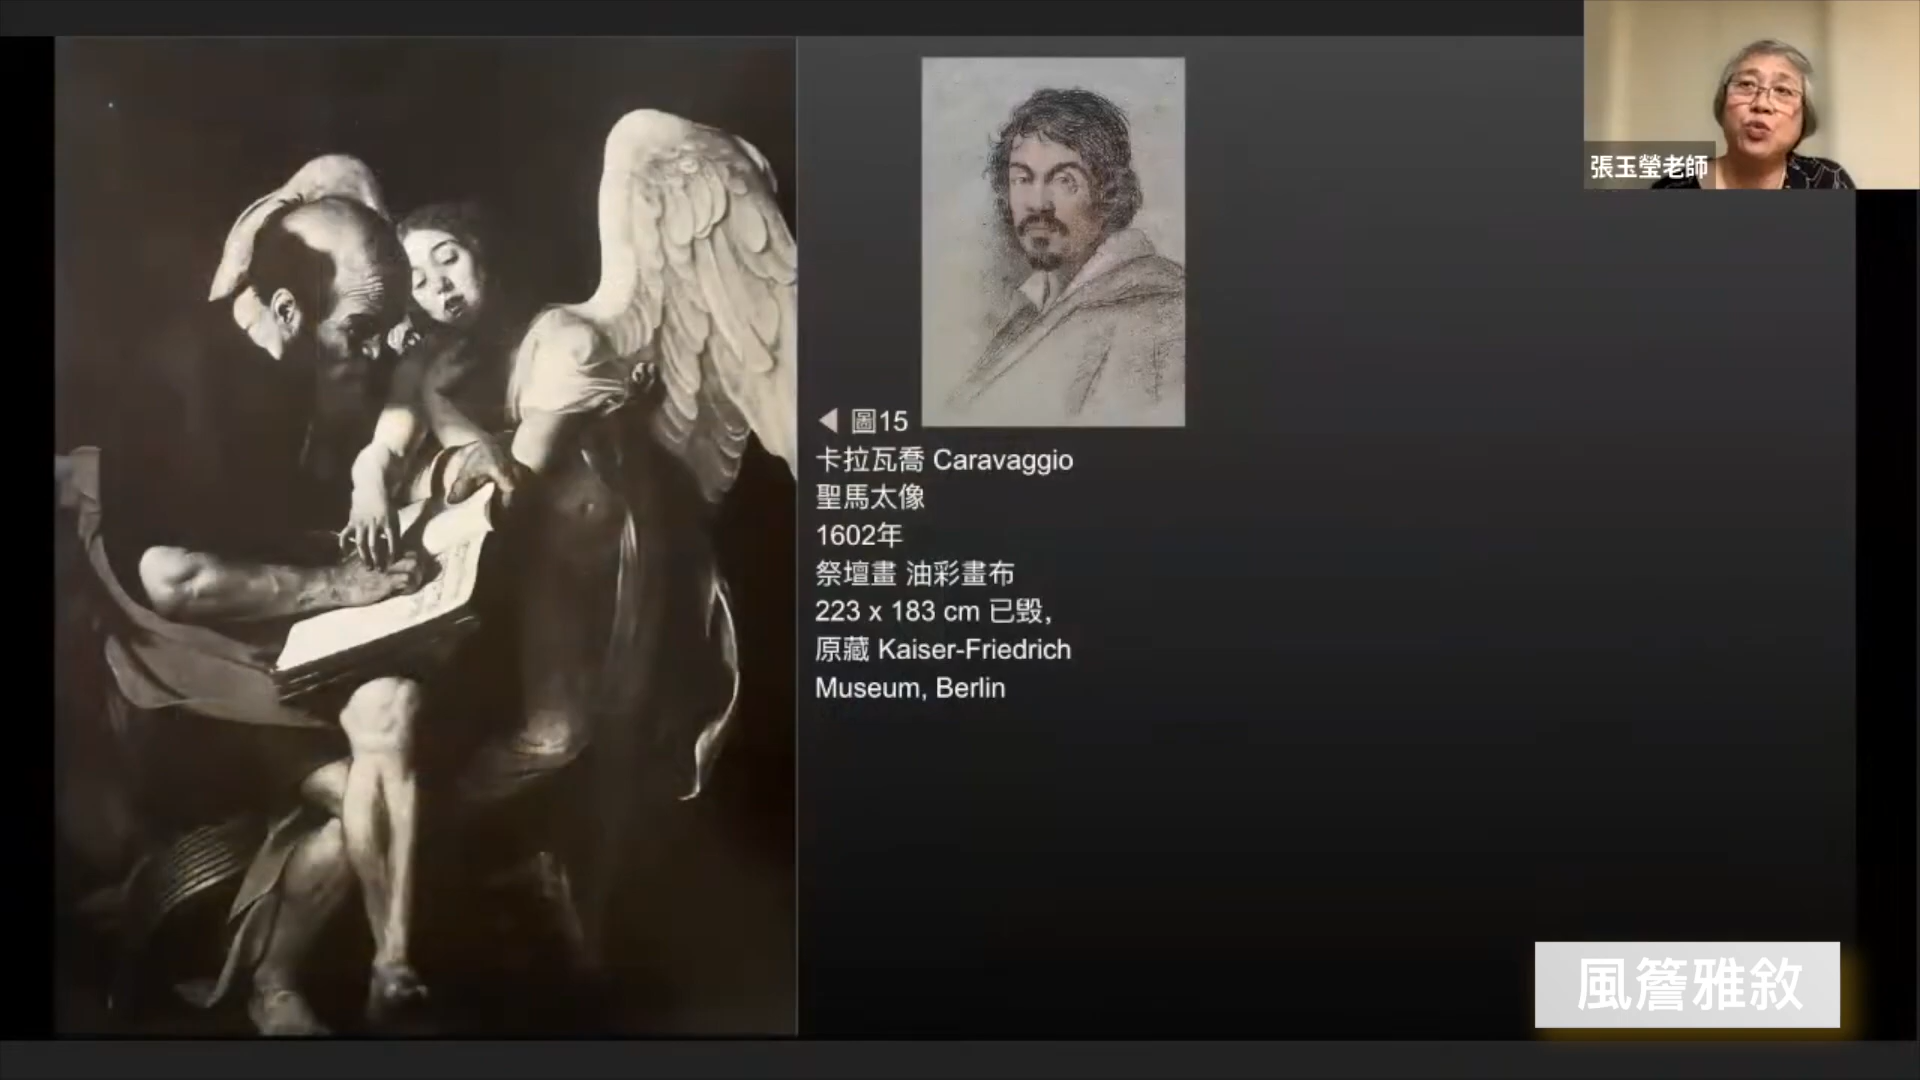 張玉瑩老師
◀ 圖15
卡拉瓦喬 Caravaggio
聖馬太像
1602年
祭壇畫 油彩畫布
223 x 183 cm 已毀,
原藏 Kaiser-Friedrich
Museum, Berlin
風簷雅敘